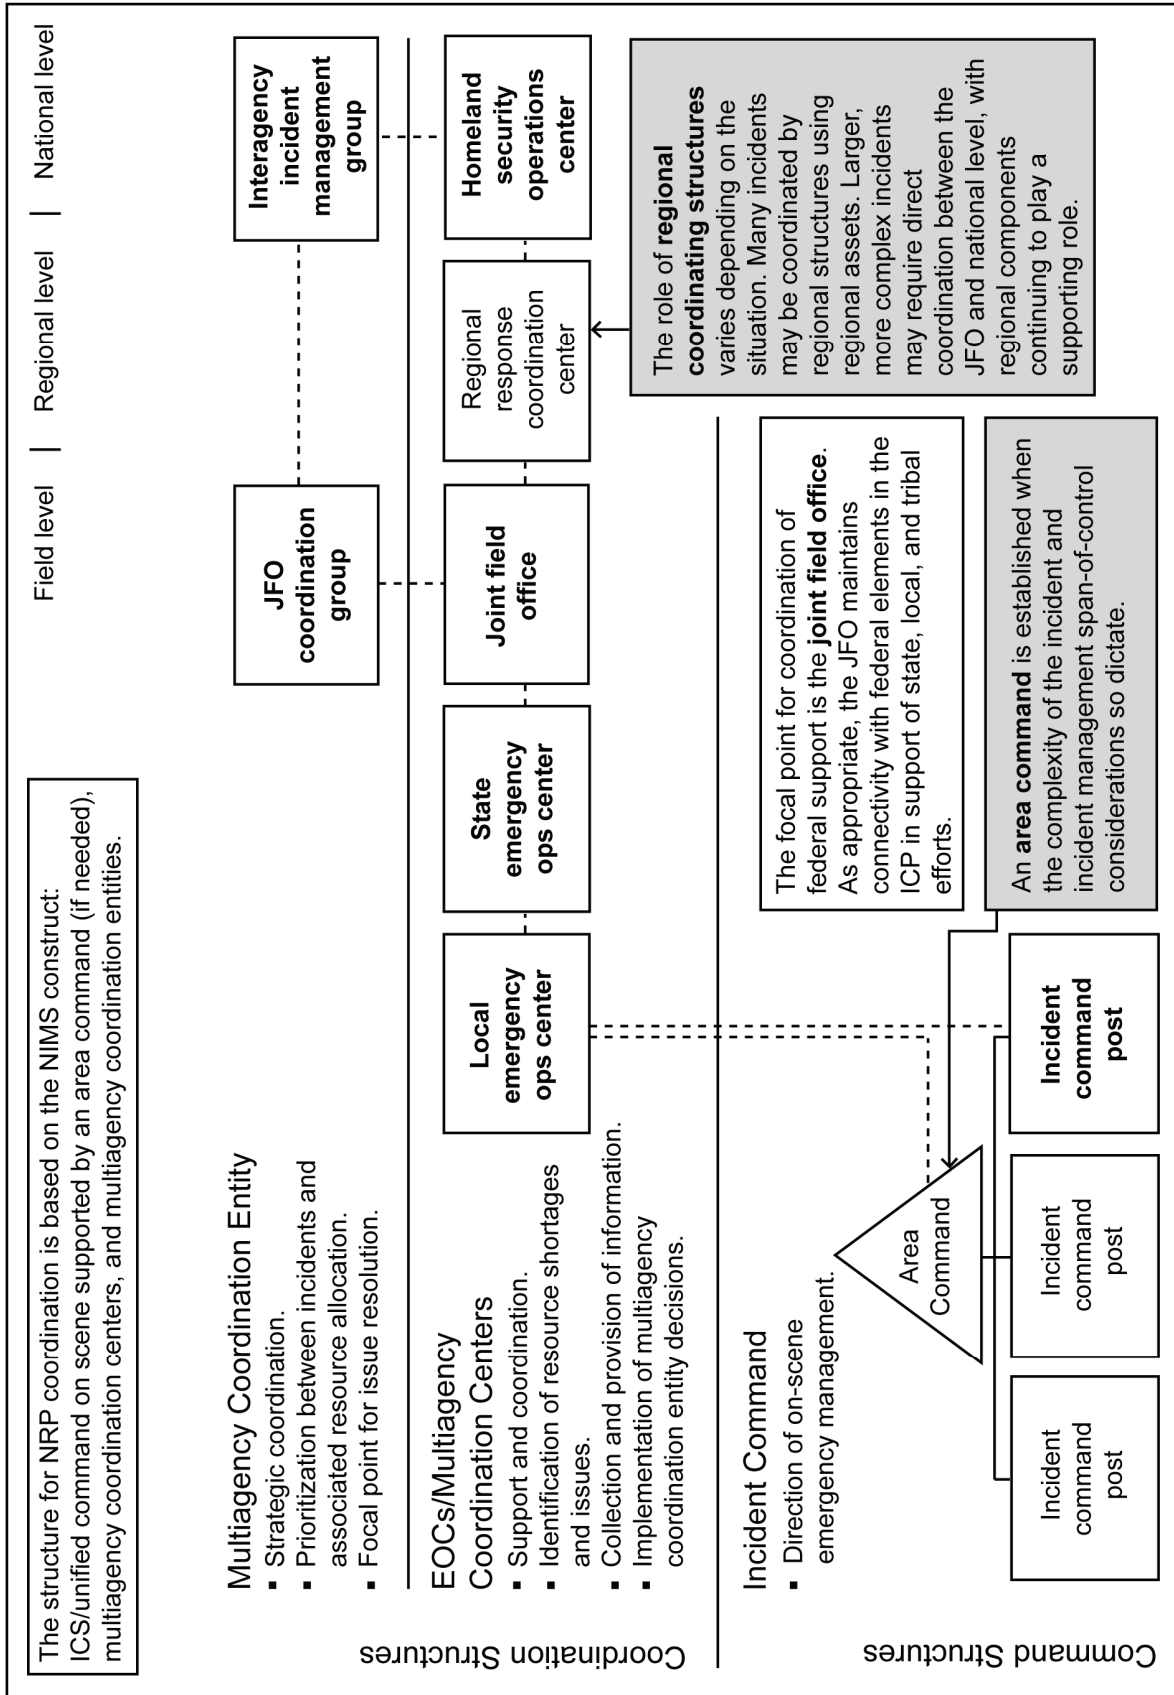 The structure for NRP coordination is based on the NIMS construct:
ICS/unified command on scene supported by an area command (if needed),
multiagency coordination centers, and multiagency coordination entities.
Field level | Regional level | National level
Coordination Structures
Multiagency Coordination Entity
▪ Strategic coordination.
▪ Prioritization between incidents and
associated resource allocation.
▪ Focal point for issue resolution.
JFO
coordination
group
Interagency
incident
management
group
EOCs/Multiagency
Coordination Centers
▪ Support and coordination.
▪ Identification of resource shortages
and issues.
▪ Collection and provision of information.
▪ Implementation of multiagency
coordination entity decisions.
Local
emergency
ops center
State
emergency
ops center
Joint field
office
Regional
response
coordination
center
Homeland
security
operations
center
Command Structures
Incident Command
▪ Direction of on-scene
emergency management.
Area
Command
Incident
command
post
Incident
command
post
Incident
command
post
The focal point for coordination of
federal support is the joint field office.
As appropriate, the JFO maintains
connectivity with federal elements in the
ICP in support of state, local, and tribal
efforts.
An area command is established when
the complexity of the incident and
incident management span-of-control
considerations so dictate.
The role of regional
coordinating structures
varies depending on the
situation. Many incidents
may be coordinated by
regional structures using
regional assets. Larger,
more complex incidents
may require direct
coordination between the
JFO and national level, with
regional components
continuing to play a
supporting role.